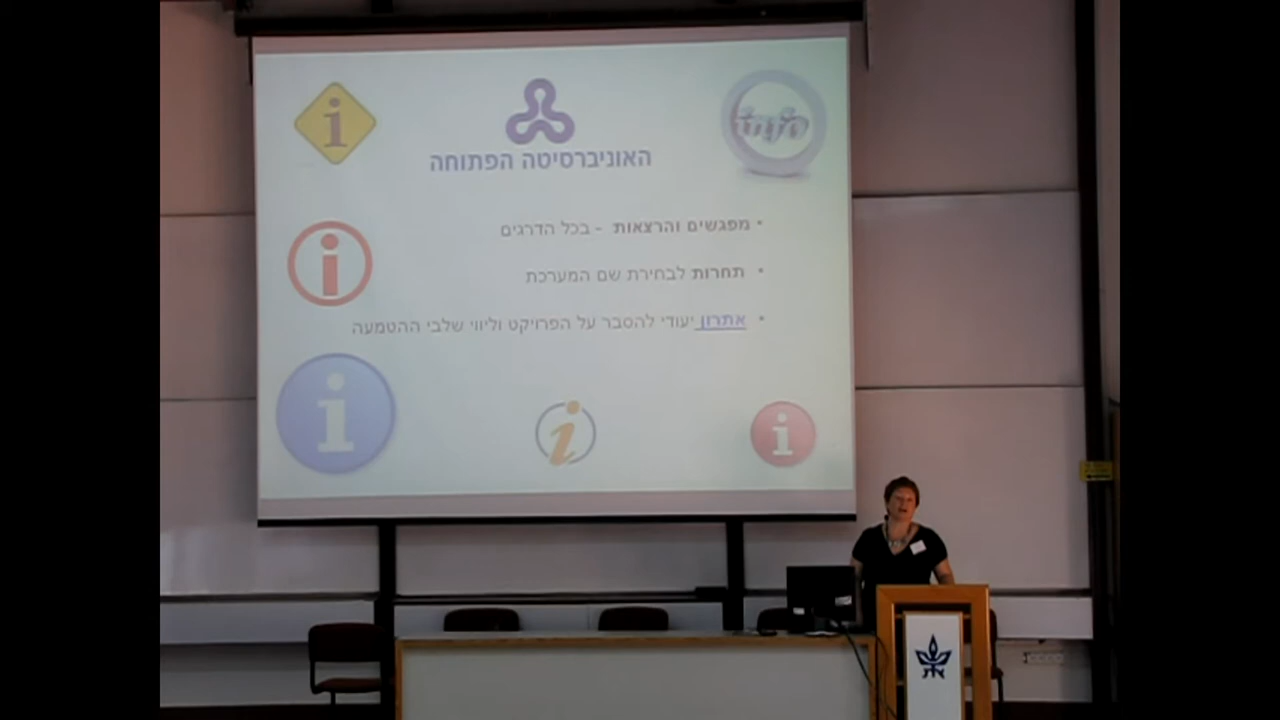 האוניברסיטה הפתוחה
• מפגשים והרצאות - בכל הדרגים
• תחרות לבחירת שם המערכת
• אתרון יעודי להסבר על הפרויקט וליווי שלבי ההטמעה